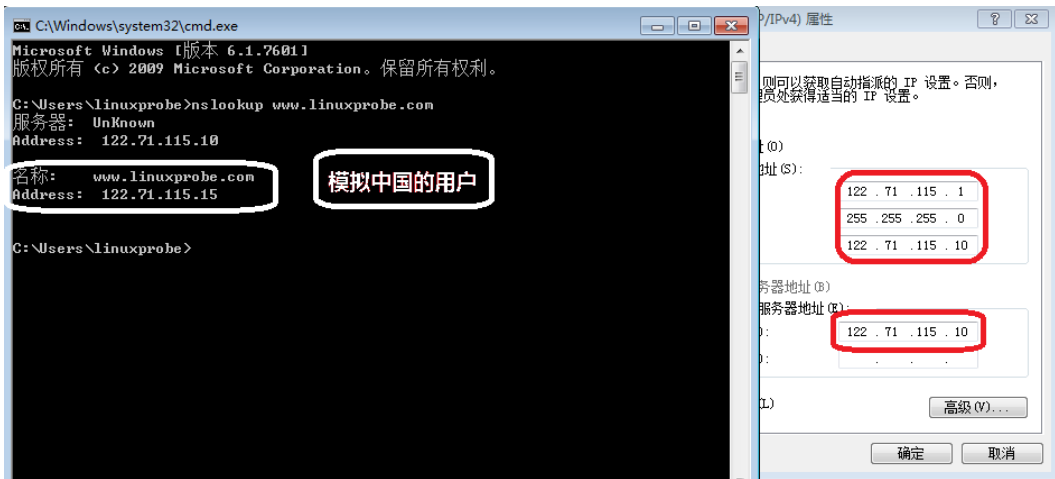 C:\Windows\system32\cmd.exe
Microsoft Windows [版本 6.1.7601]
版权所有 (c) 2009 Microsoft Corporation。保留所有权利。
C:\Users\linuxprobe>nslookup www.linuxprobe.com
服务器: UnKnown
Address: 122.71.115.10
名称: www.linuxprobe.com
Address: 122.71.115.15
模拟中国的用户
C:\Users\linuxprobe>
P/IPv4) 属性
则可以获取自动指派的 IP 设置。否则,
员处获得适当的 IP 设置。
(O)
地址(S):
122 . 71 . 115 . 1
255 . 255 . 255 . 0
122 . 71 . 115 . 10
务器地址(B)
服务器地址(E):
122 . 71 . 115 . 10
(L)
高级(V)...
确定
取消